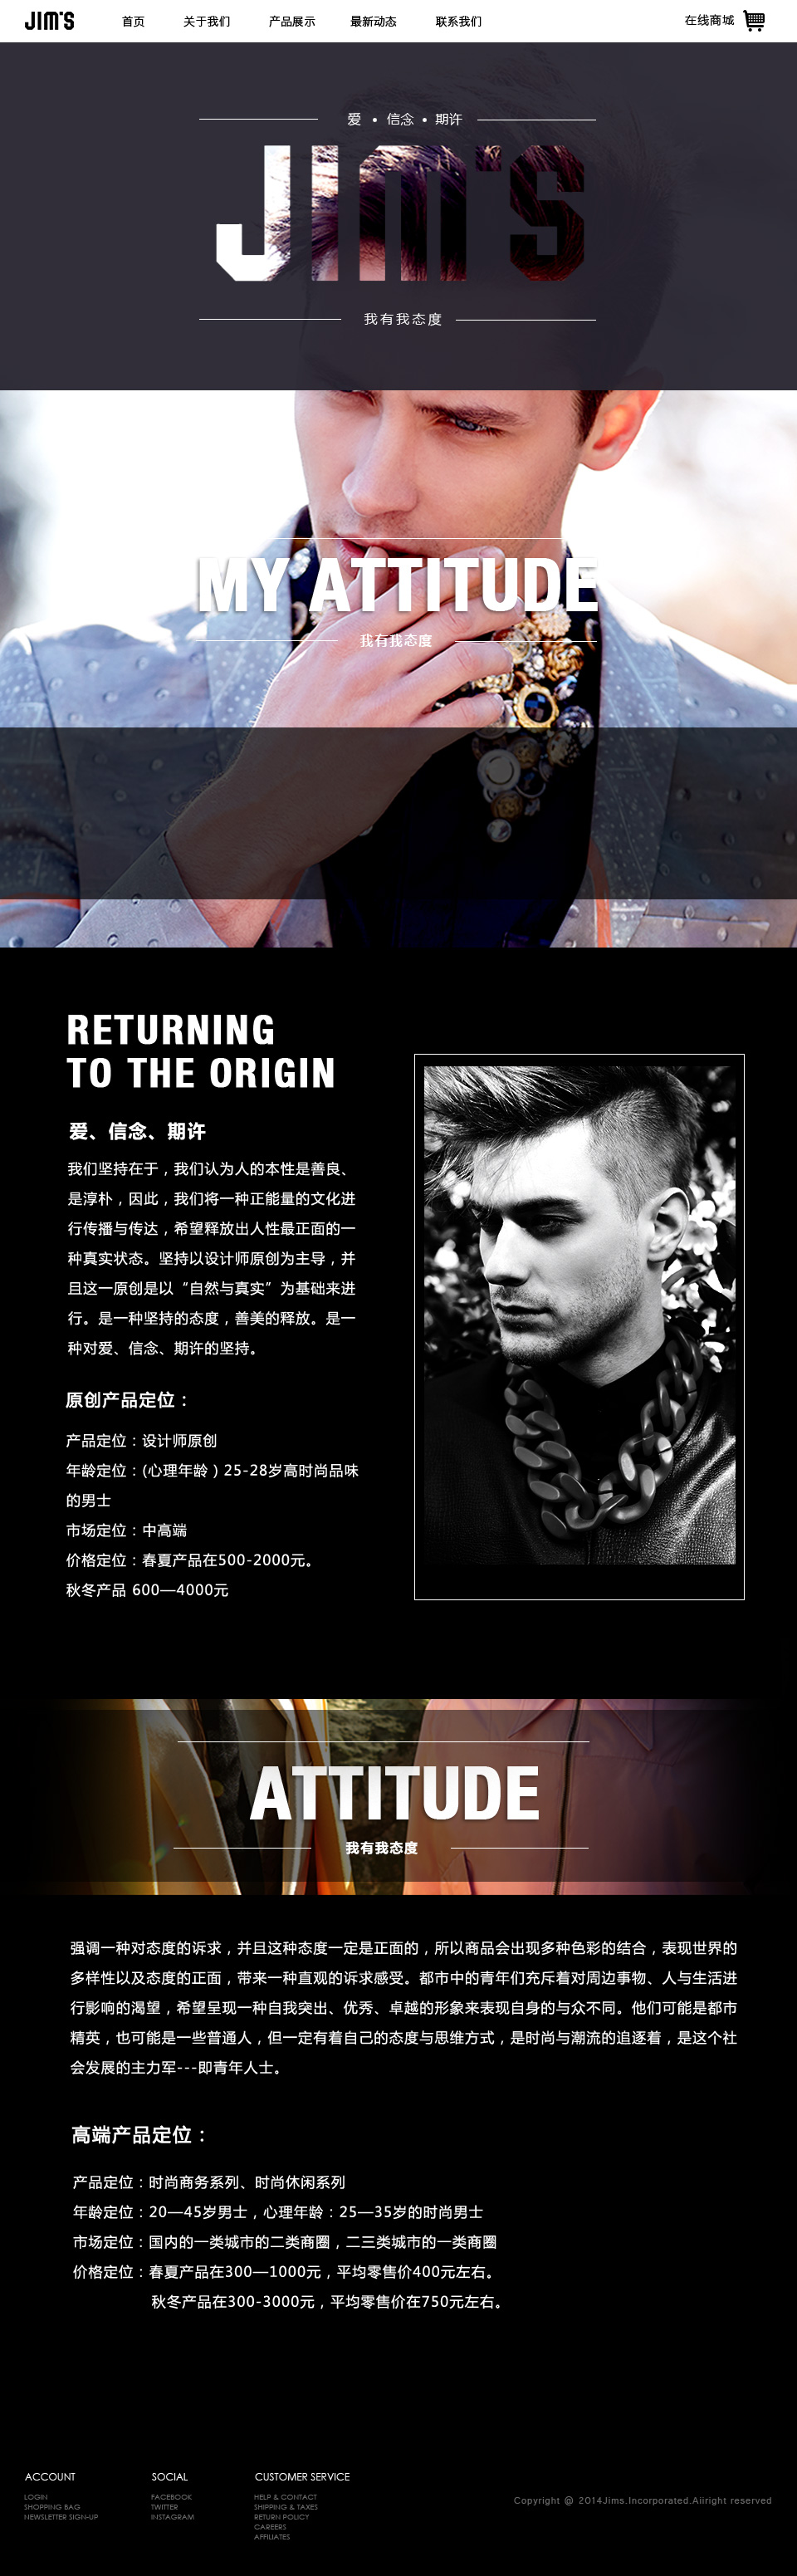 JIM'S 首页 关于我们 产品展示 最新动态 联系我们 在线商城
爱 • 信念 • 期许
JIM'S
我有我态度
MY ATTITUDE
我有我态度
RETURNING
TO THE ORIGIN
爱、信念、期许
我们坚持在于，我们认为人的本性是善良、
是淳朴，因此，我们将一种正能量的文化进
行传播与传达，希望释放出人性最正面的一
种真实状态。坚持以设计师原创为主导，并
且这一原创是以“自然与真实”为基础来进
行。是一种坚持的态度，善美的释放。是一
种对爱、信念、期许的坚持。
原创产品定位：
产品定位：设计师原创
年龄定位：(心理年龄）25-28岁高时尚品味
的男士
市场定位：中高端
价格定位：春夏产品在500-2000元。
秋冬产品 600—4000元
ATTITUDE
我有我态度
强调一种对态度的诉求，并且这种态度一定是正面的，所以商品会出现多种色彩的结合，表现世界的
多样性以及态度的正面，带来一种直观的诉求感受。都市中的青年们充斥着对周边事物、人与生活进
行影响的渴望，希望呈现一种自我突出、优秀、卓越的形象来表现自身的与众不同。他们可能是都市
精英，也可能是一些普通人，但一定有着自己的态度与思维方式，是时尚与潮流的追逐着，是这个社
会发展的主力军---即青年人士。
高端产品定位：
产品定位：时尚商务系列、时尚休闲系列
年龄定位：20—45岁男士，心理年龄：25—35岁的时尚男士
市场定位：国内的一类城市的二类商圈，二三类城市的一类商圈
价格定位：春夏产品在300—1000元，平均零售价400元左右。
秋冬产品在300-3000元，平均零售价在750元左右。
ACCOUNT
LOGIN
SHOPPING BAG
NEWSLETTER SIGN-UP
SOCIAL
FACEBOOK
TWITTER
INSTAGRAM
CUSTOMER SERVICE
HELP & CONTACT
SHIPPING & TAXES
RETURN POLICY
CAREERS
AFFILIATES
Copyright @ 2014Jims.Incorporated.Aiiright reserved